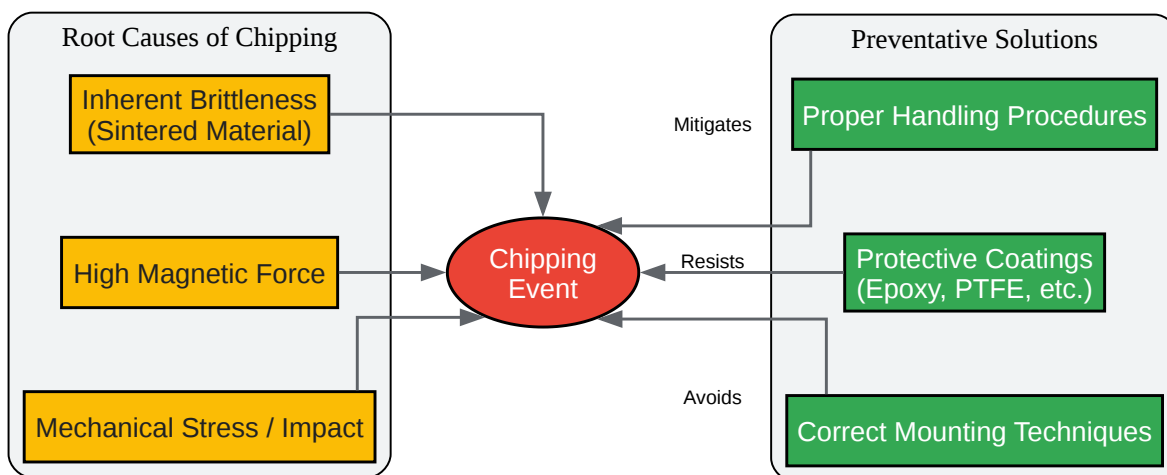 Root Causes of Chipping
Inherent Brittleness
(Sintered Material)
High Magnetic Force
Mechanical Stress / Impact
Chipping
Event
Mitigates
Resists
Avoids
Preventative Solutions
Proper Handling Procedures
Protective Coatings
(Epoxy, PTFE, etc.)
Correct Mounting Techniques